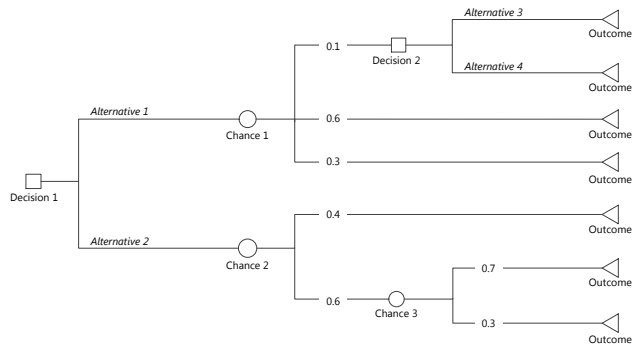 Alternative 3
Outcome
0.1
Decision 2
Alternative 4
Outcome
Alternative 1
Chance 1
0.6
Outcome
0.3
Outcome
Decision 1
0.4
Outcome
Alternative 2
Chance 2
0.7
Outcome
0.6
Chance 3
0.3
Outcome